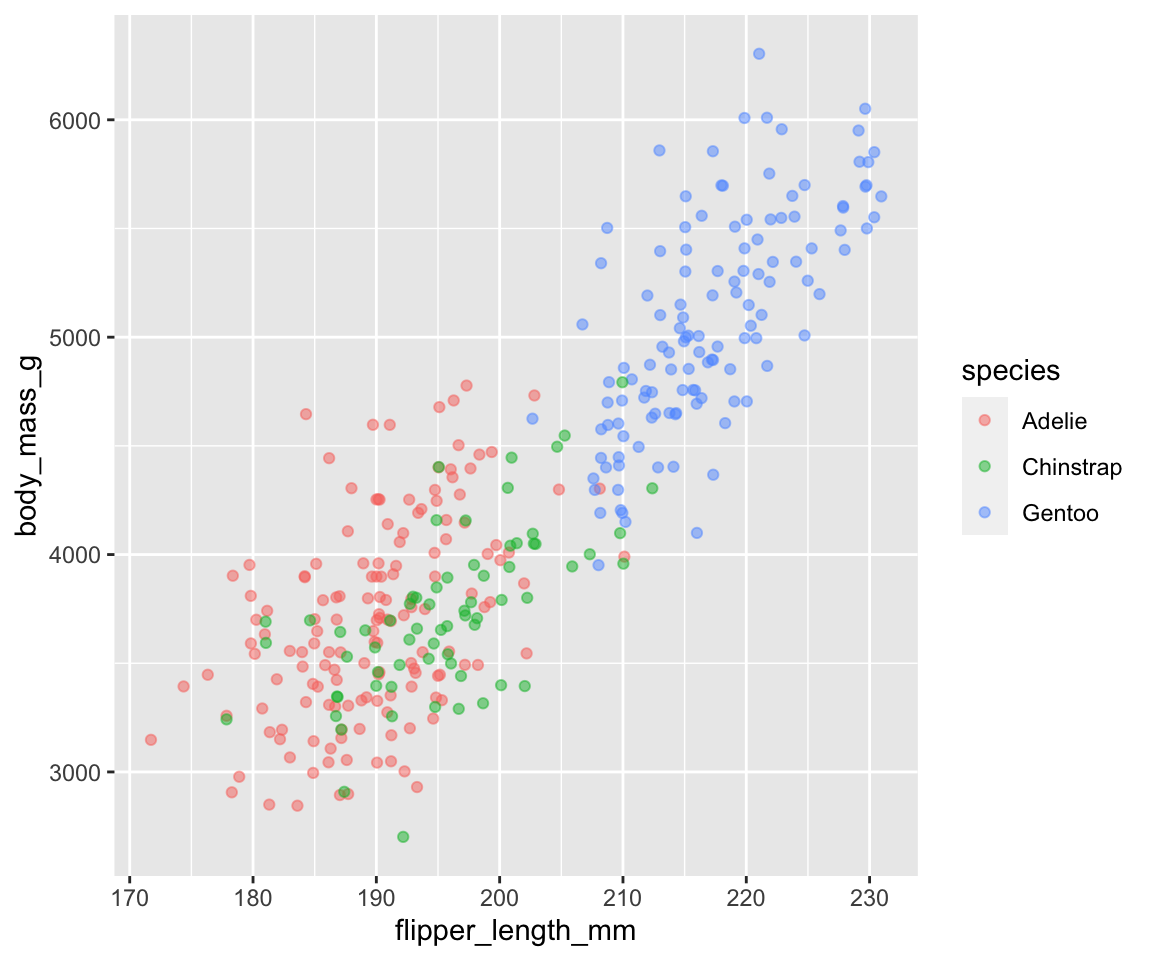 6000
5000
4000
3000
body_mass_g
170 180 190 200 210 220 230
flipper_length_mm
species
Adelie
Chinstrap
Gentoo